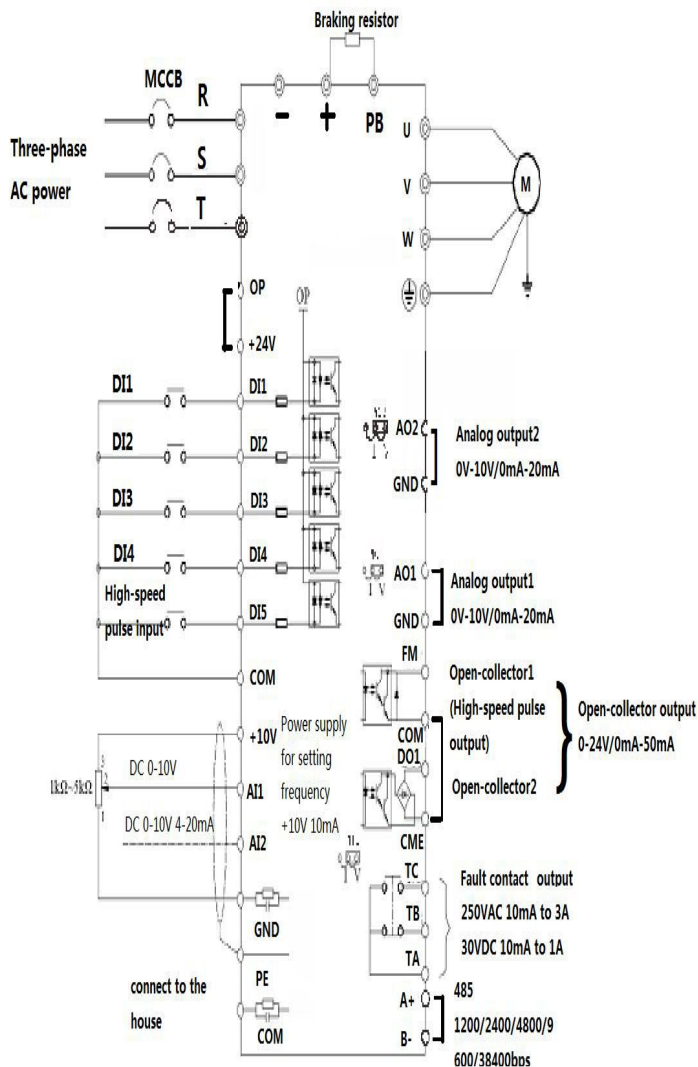 Braking resistor
MCCB
R
−
+
PB
U
Three-phase
AC power
S
V
M
T
W
OP
OP
+24V
DI1
DI1
DI2
DI2
AO2
Analog output2
0V-10V/0mA-20mA
GND
DI3
DI3
DI4
DI4
AO1
Analog output1
0V-10V/0mA-20mA
I V
High-speed
pulse input
DI5
GND
COM
FM
Open-collector1
(High-speed pulse
output)
COM
Open-collector output
0-24V/0mA-50mA
DO1
Open-collector2
CME
+10V
Power supply
for setting
frequency
+10V 10mA
1kΩ~5kΩ
3
2
1
DC 0-10V
AI1
DC 0-10V 4-20mA
AI2
I V
GND
TC
TB
TA
Fault contact output
250VAC 10mA to 3A
30VDC 10mA to 1A
PE
connect to the
house
COM
A+
B-
485
1200/2400/4800/9
600/38400bps